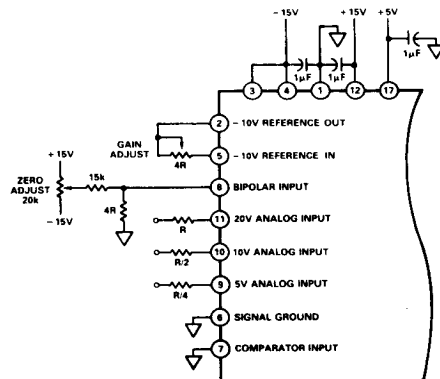 - 15V
+ 15V
+ 5V
1μF
1μF
1μF
3
4
1
12
17
2
- 10V REFERENCE OUT
GAIN
ADJUST
4R
5
- 10V REFERENCE IN
+ 15V
ZERO
ADJUST
20k
- 15V
15k
4R
8
BIPOLAR INPUT
R
11
20V ANALOG INPUT
R/2
10
10V ANALOG INPUT
R/4
9
5V ANALOG INPUT
6
SIGNAL GROUND
7
COMPARATOR INPUT